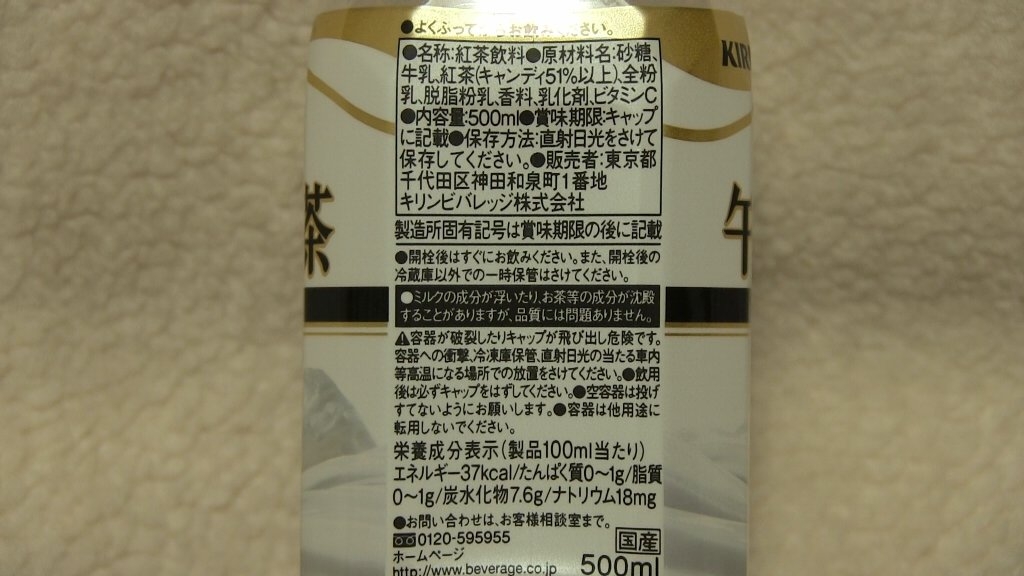 ●よくふって お飲みください。
●名称:紅茶飲料●原材料名:砂糖、
牛乳、紅茶(キャンディ51%以上)、全粉
乳、脱脂粉乳、香料、乳化剤、ビタミンC
●内容量:500ml●賞味期限:キャップ
に記載●保存方法:直射日光をさけて
保存してください。●販売者:東京都
千代田区神田和泉町1番地
キリンビバレッジ株式会社
製造所固有記号は賞味期限の後に記載
●開栓後はすぐにお飲みください。また、開栓後の
冷蔵庫以外での一時保管はさけてください。
●ミルクの成分が浮いたり、お茶等の成分が沈殿
することがありますが、品質には問題ありません。
⚠容器が破裂したりキャップが飛び出し危険です。
容器への衝撃、冷凍庫保管、直射日光の当たる車内
等高温になる場所での放置をさけてください。●飲用
後は必ずキャップをはずしてください。●空容器は投げ
すてないようにお願いします。●容器は他用途に
転用しないでください。
栄養成分表示(製品100ml当たり)
エネルギー37kcal/たんぱく質0〜1g/脂質
0〜1g/炭水化物7.6g/ナトリウム18mg
●お問い合わせは、お客様相談室まで。
0120-595955
ホームページ
http://www.beverage.co.jp
国産
500ml
茶
午
KIR